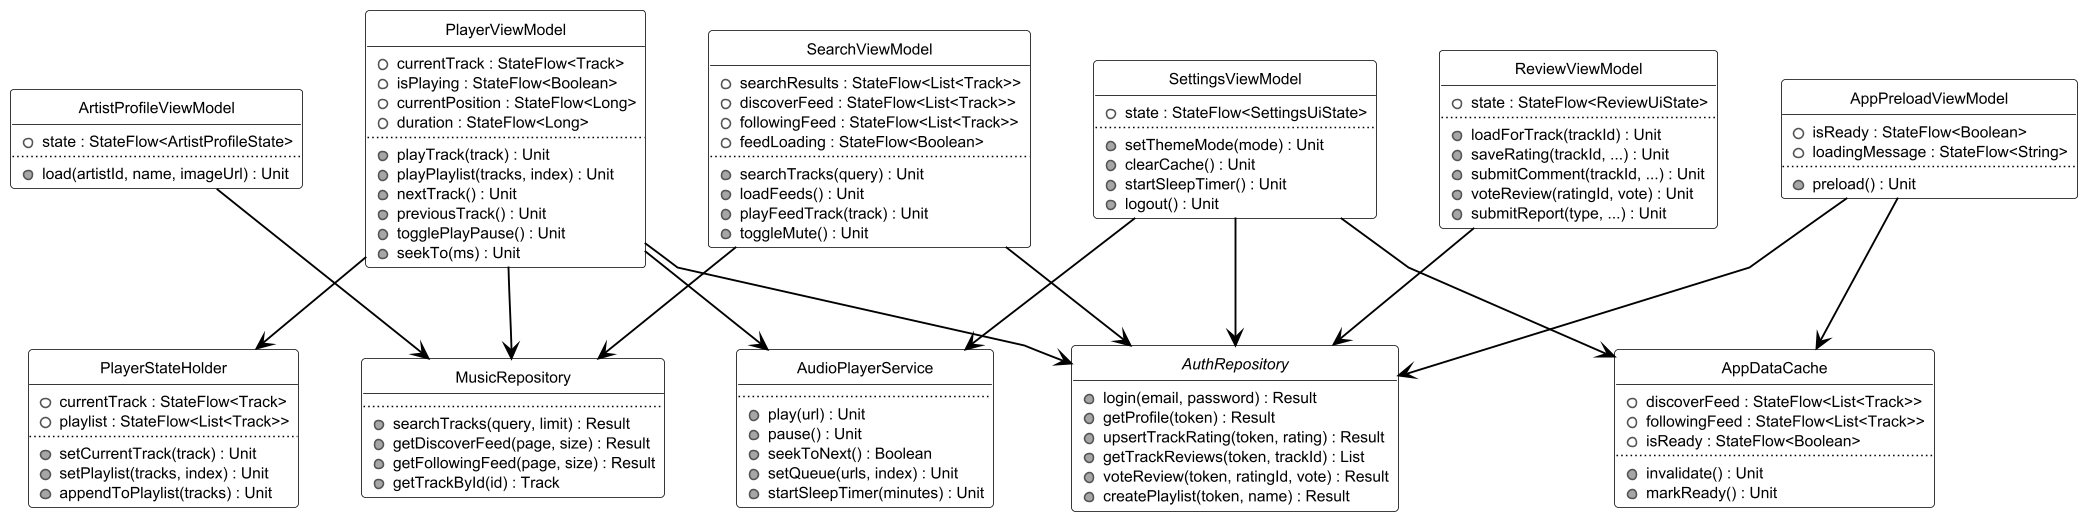 ArtistProfileViewModel
state : StateFlow<ArtistProfileState>
load(artistId, name, imageUrl) : Unit
PlayerViewModel
currentTrack : StateFlow<Track>
isPlaying : StateFlow<Boolean>
currentPosition : StateFlow<Long>
duration : StateFlow<Long>
playTrack(track) : Unit
playPlaylist(tracks, index) : Unit
nextTrack() : Unit
previousTrack() : Unit
togglePlayPause() : Unit
seekTo(ms) : Unit
SearchViewModel
searchResults : StateFlow<List<Track>>
discoverFeed : StateFlow<List<Track>>
followingFeed : StateFlow<List<Track>>
feedLoading : StateFlow<Boolean>
searchTracks(query) : Unit
loadFeeds() : Unit
playFeedTrack(track) : Unit
toggleMute() : Unit
SettingsViewModel
state : StateFlow<SettingsUiState>
setThemeMode(mode) : Unit
clearCache() : Unit
startSleepTimer() : Unit
logout() : Unit
ReviewViewModel
state : StateFlow<ReviewUiState>
loadForTrack(trackId) : Unit
saveRating(trackId, ...) : Unit
submitComment(trackId, ...) : Unit
voteReview(ratingId, vote) : Unit
submitReport(type, ...) : Unit
AppPreloadViewModel
isReady : StateFlow<Boolean>
loadingMessage : StateFlow<String>
preload() : Unit
PlayerStateHolder
currentTrack : StateFlow<Track>
playlist : StateFlow<List<Track>>
setCurrentTrack(track) : Unit
setPlaylist(tracks, index) : Unit
appendToPlaylist(tracks) : Unit
MusicRepository
searchTracks(query, limit) : Result
getDiscoverFeed(page, size) : Result
getFollowingFeed(page, size) : Result
getTrackById(id) : Track
AudioPlayerService
play(url) : Unit
pause() : Unit
seekToNext() : Boolean
setQueue(urls, index) : Unit
startSleepTimer(minutes) : Unit
AuthRepository
login(email, password) : Result
getProfile(token) : Result
upsertTrackRating(token, rating) : Result
getTrackReviews(token, trackId) : List
voteReview(token, ratingId, vote) : Result
createPlaylist(token, name) : Result
AppDataCache
discoverFeed : StateFlow<List<Track>>
followingFeed : StateFlow<List<Track>>
isReady : StateFlow<Boolean>
invalidate() : Unit
markReady() : Unit